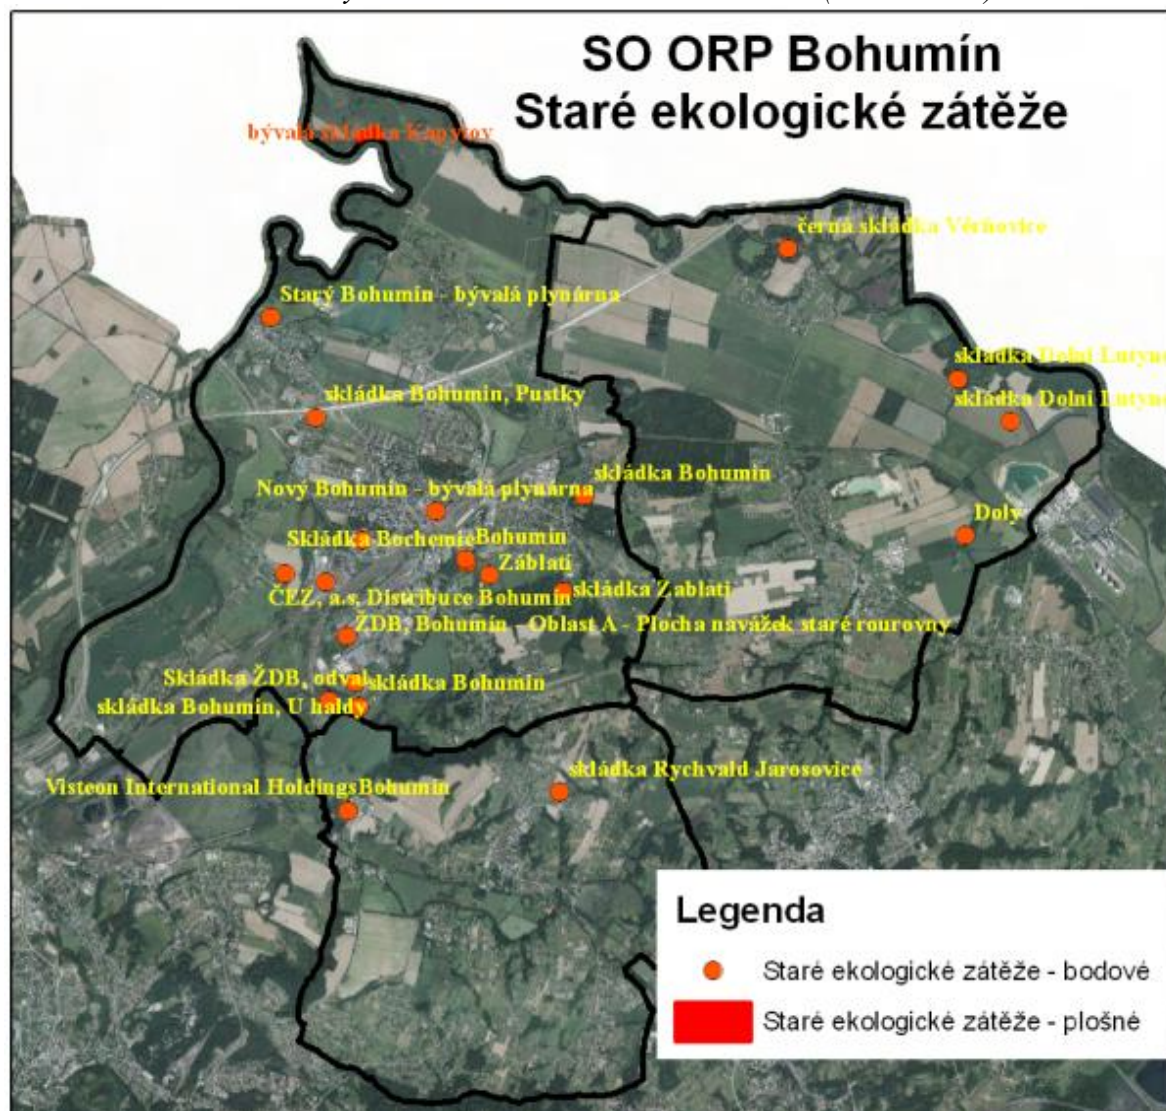 SO ORP Bohumín
Staré ekologické zátěže
bývalá skládka Kopytov
černá skládka Věřňovice
Starý Bohumín - bývalá plynárna
skládka Dolní Lutyně
skládka Bohumín, Pustky
skládka Dolní Lutyně
skládka Bohumín
Nový Bohumín - bývalá plynárna
Doly
Skládka Bochemie
Bohumín
Záblatí
skládka Záblatí
ČEZ, a.s. Distribuce Bohumín
ŽDB, Bohumín - Oblast A - Plocha navážek staré rourovny
Skládka ŽDB, odval
skládka Bohumín
skládka Bohumín, U haldy
skládka Rychvald Jarosovice
Visteon International Holdings Bohumín
Legenda
Staré ekologické zátěže - bodové
Staré ekologické zátěže - plošné